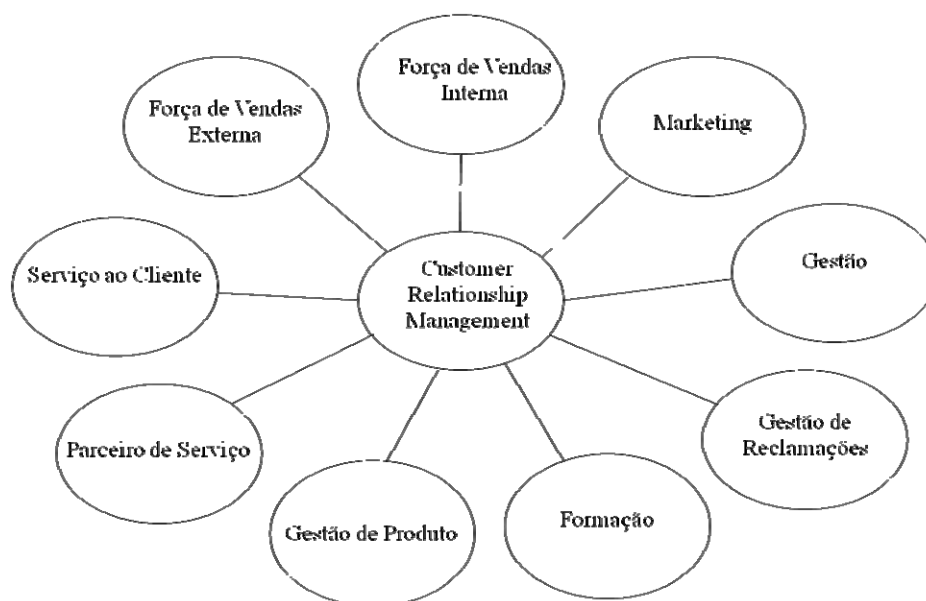 Força de Vendas
Interna
Força de Vendas
Externa
Marketing
Serviço ao Cliente
Customer
Relationship
Management
Gestão
Parceiro de Serviço
Gestão de
Reclamações
Gestão de Produto
Formação